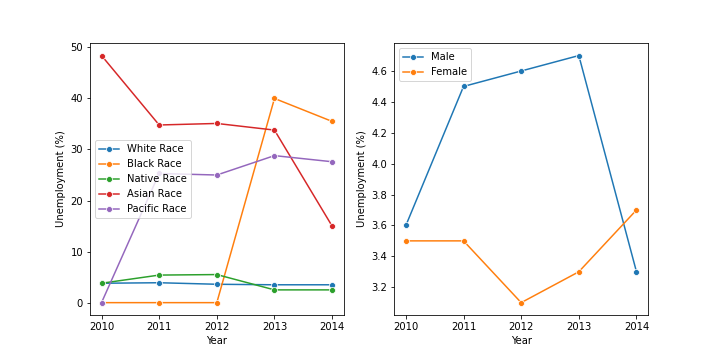 50
40
30
20
10
0
Unemployment (%)
White Race
Black Race
Native Race
Asian Race
Pacific Race
2010 2011 2012 2013 2014
Year
4.6
4.4
4.2
4.0
3.8
3.6
3.4
3.2
Unemployment (%)
Male
Female
2010 2011 2012 2013 2014
Year